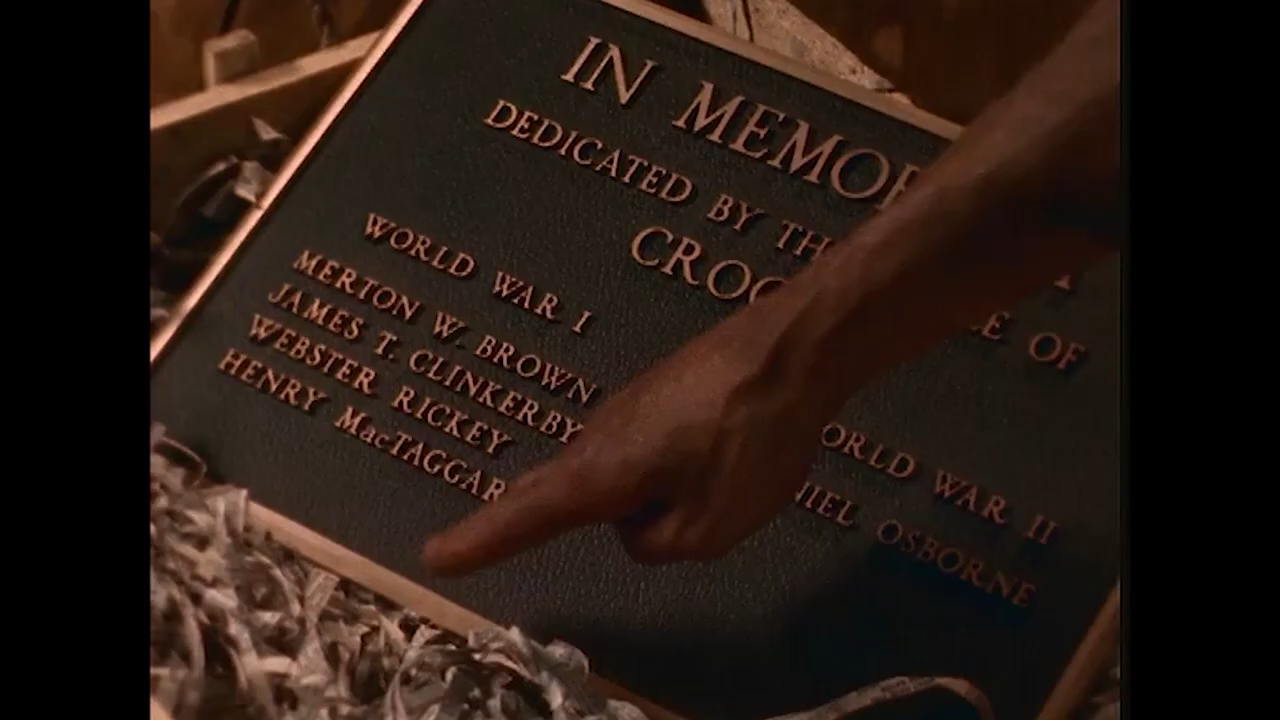 IN MEMOR
DEDICATED BY TH
CROO E OF
WORLD WAR I
MERTON W. BROWN
JAMES T. CLINKERBY
WEBSTER RICKEY
HENRY MacTAGGAR
ORLD WAR II
NIEL OSBORNE